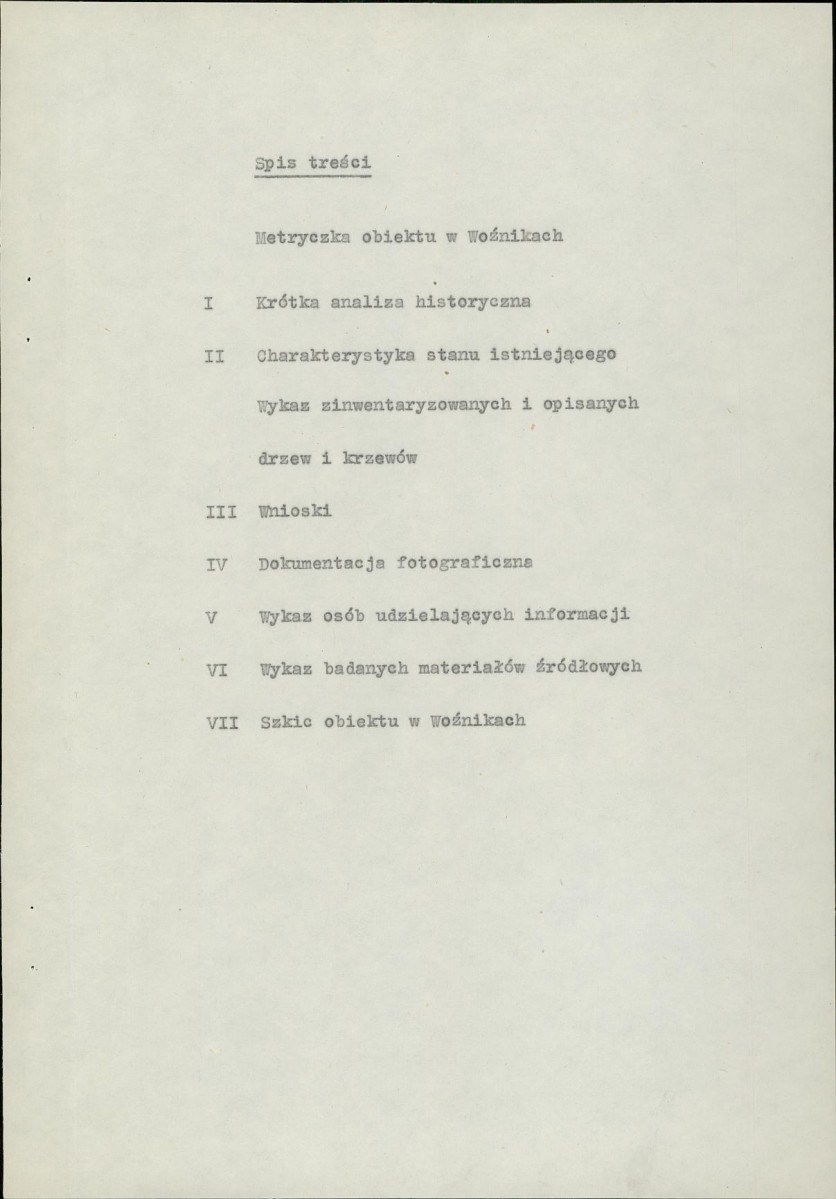 Spis treści
Metryczka obiektu w Woźnikach
I Krótka analiza historyczna
II Charakterystyka stanu istniejącego
Wykaz zinwentaryzowanych i opisanych
drzew i krzewów
III Wnioski
IV Dokumentacja fotograficzna
V Wykaz osób udzielających informacji
VI Wykaz badanych materiałów źródłowych
VII Szkic obiektu w Woźnikach